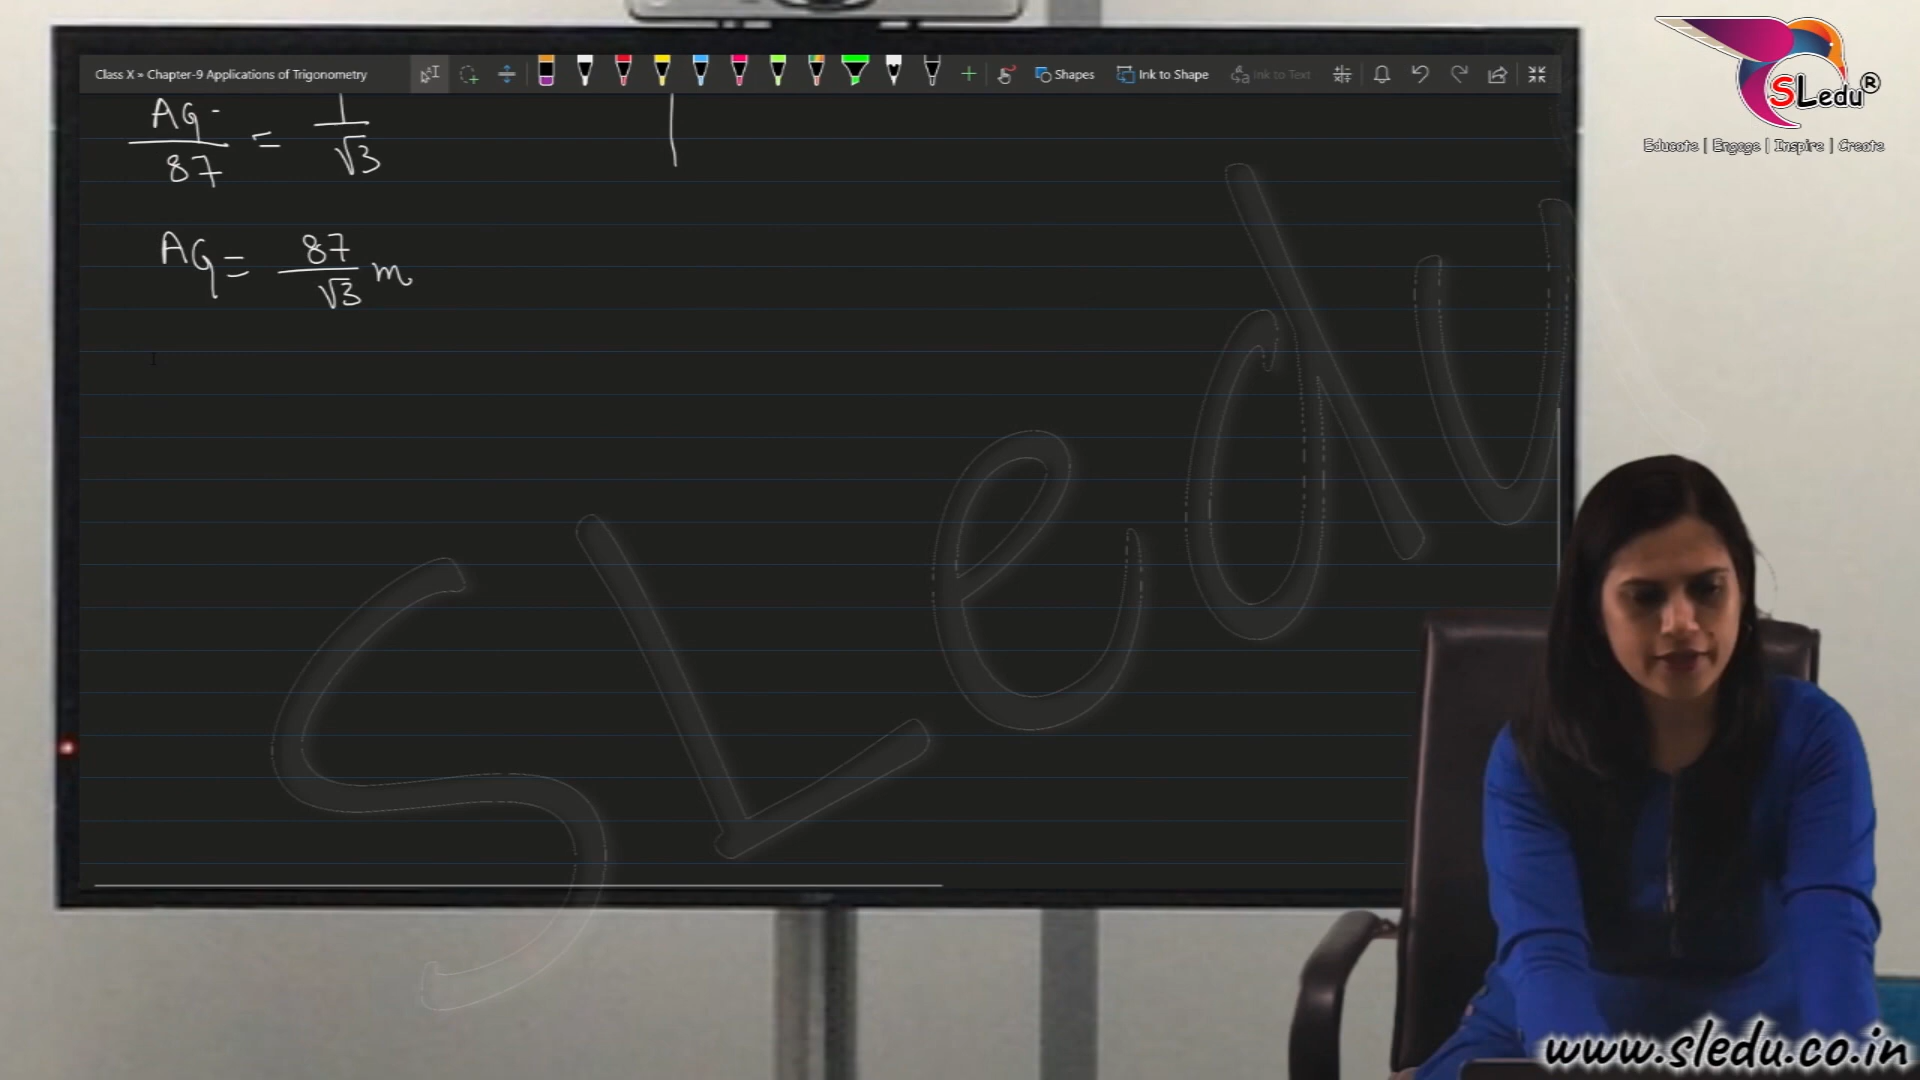 Class X » Chapter-9 Applications of Trigonometry
Shapes
Ink to Shape
Ink to Text
AG / 87 = 1 / √3
AG = 87 / √3 m
SLedu
SLedu®
Educate | Engage | Inspire | Create
www.sledu.co.in